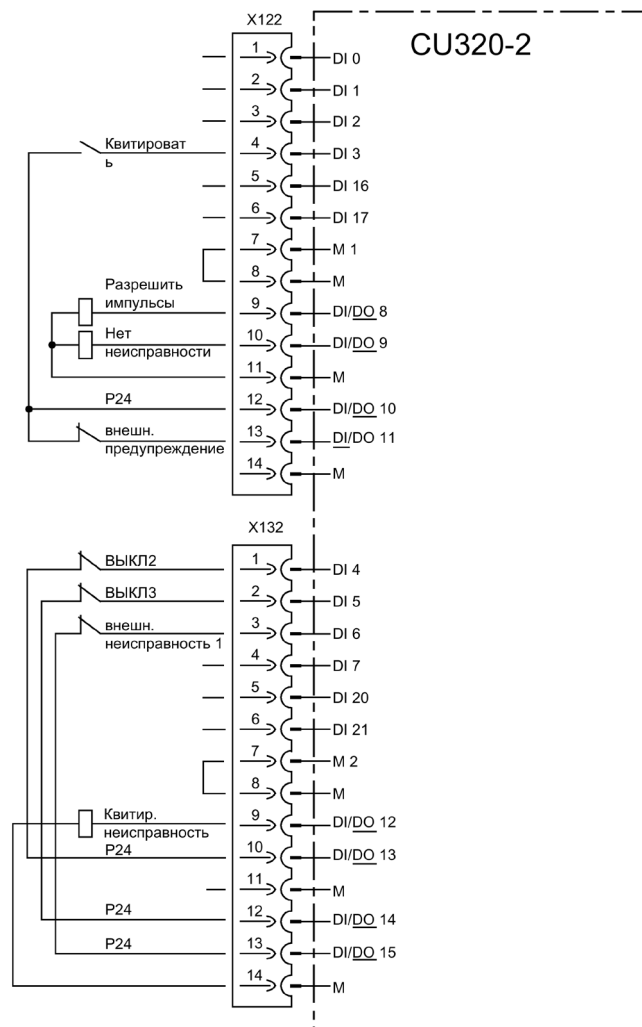 X122
CU320-2
1 DI 0
2 DI 1
3 DI 2
Квитироват
ь
4 DI 3
5 DI 16
6 DI 17
7 M 1
8 M
Разрешить
импульсы
9 DI/DO 8
Нет
неисправности
10 DI/DO 9
11 M
P24 12 DI/DO 10
внешн.
предупреждение
13 DI/DO 11
14 M
X132
ВЫКЛ2 1 DI 4
ВЫКЛ3 2 DI 5
внешн.
неисправность 1
3 DI 6
4 DI 7
5 DI 20
6 DI 21
7 M 2
8 M
Квитир.
неисправность
9 DI/DO 12
P24 10 DI/DO 13
11 M
P24 12 DI/DO 14
P24 13 DI/DO 15
14 M